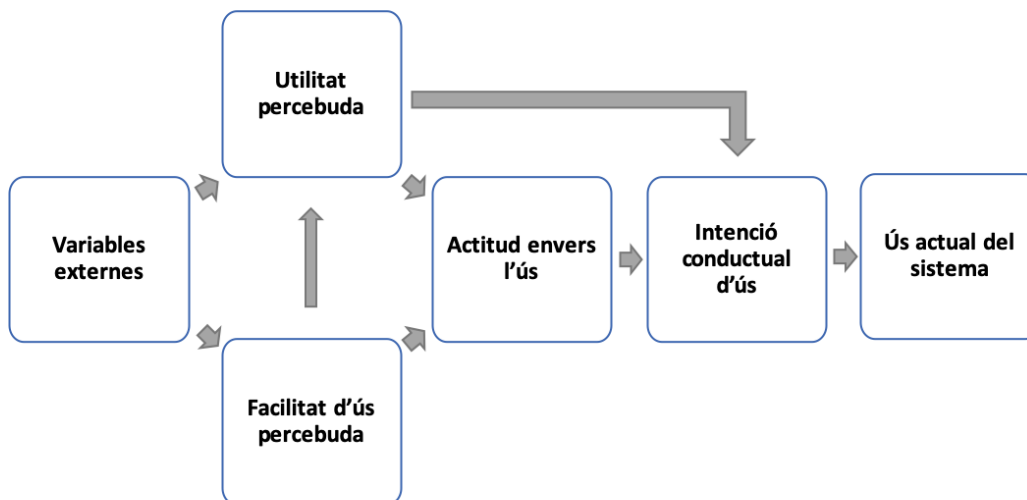 Utilitat
percebuda
Variables
externes
Actitud envers
l’ús
Intenció
conductual
d’ús
Ús actual del
sistema
Facilitat d’ús
percebuda